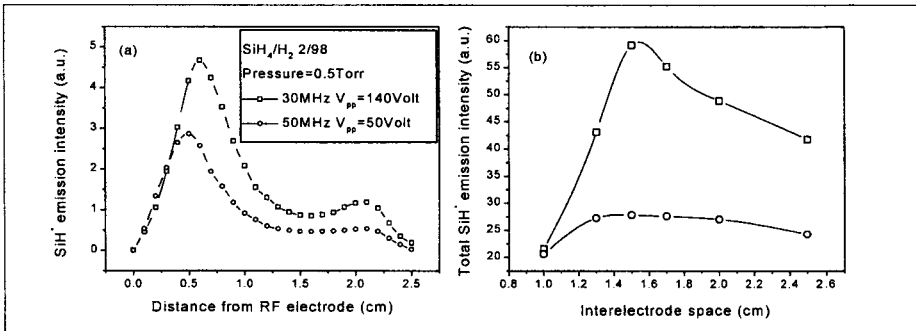 (a)
SiH4/H2 2/98
Pressure=0.5Torr
30MHz Vpp=140Volt
50MHz Vpp=50Volt
SiH* emission intensity (a.u.)
5
4
3
2
1
0
0.0 0.5 1.0 1.5 2.0 2.5
Distance from RF electrode (cm)
(b)
Total SiH* emission intensity (a.u.)
60
55
50
45
40
35
30
25
20
0.8 1.0 1.2 1.4 1.6 1.8 2.0 2.2 2.4 2.6
Interelectrode space (cm)